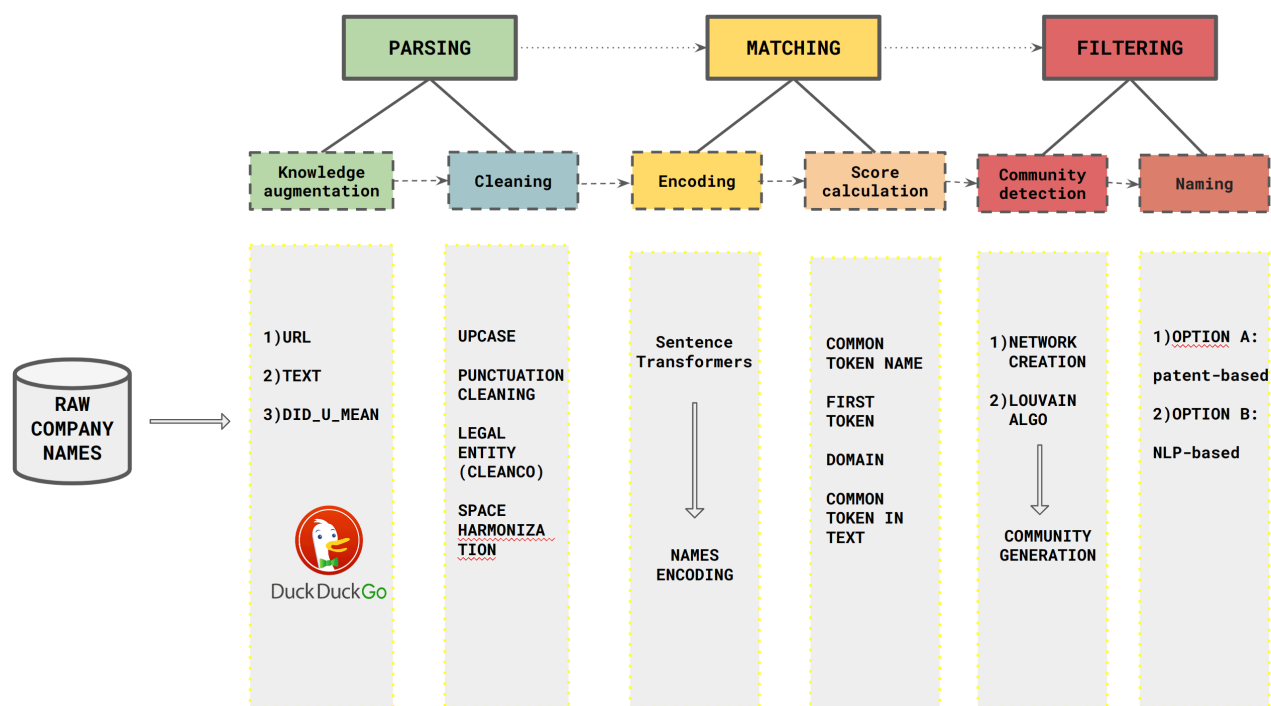 PARSING
MATCHING
FILTERING
Knowledge
augmentation
Cleaning
Encoding
Score
calculation
Community
detection
Naming
RAW
COMPANY
NAMES
1)URL
2)TEXT
3)DID_U_MEAN
DuckDuckGo
UPCASE
PUNCTUATION
CLEANING
LEGAL
ENTITY
(CLEANCO)
SPACE
HARMONIZA
TION
Sentence
Transformers
NAMES
ENCODING
COMMON
TOKEN NAME
FIRST
TOKEN
DOMAIN
COMMON
TOKEN IN
TEXT
1)NETWORK
CREATION
2)LOUVAIN
ALGO
COMMUNITY
GENERATION
1)OPTION A:
patent-based
2)OPTION B:
NLP-based